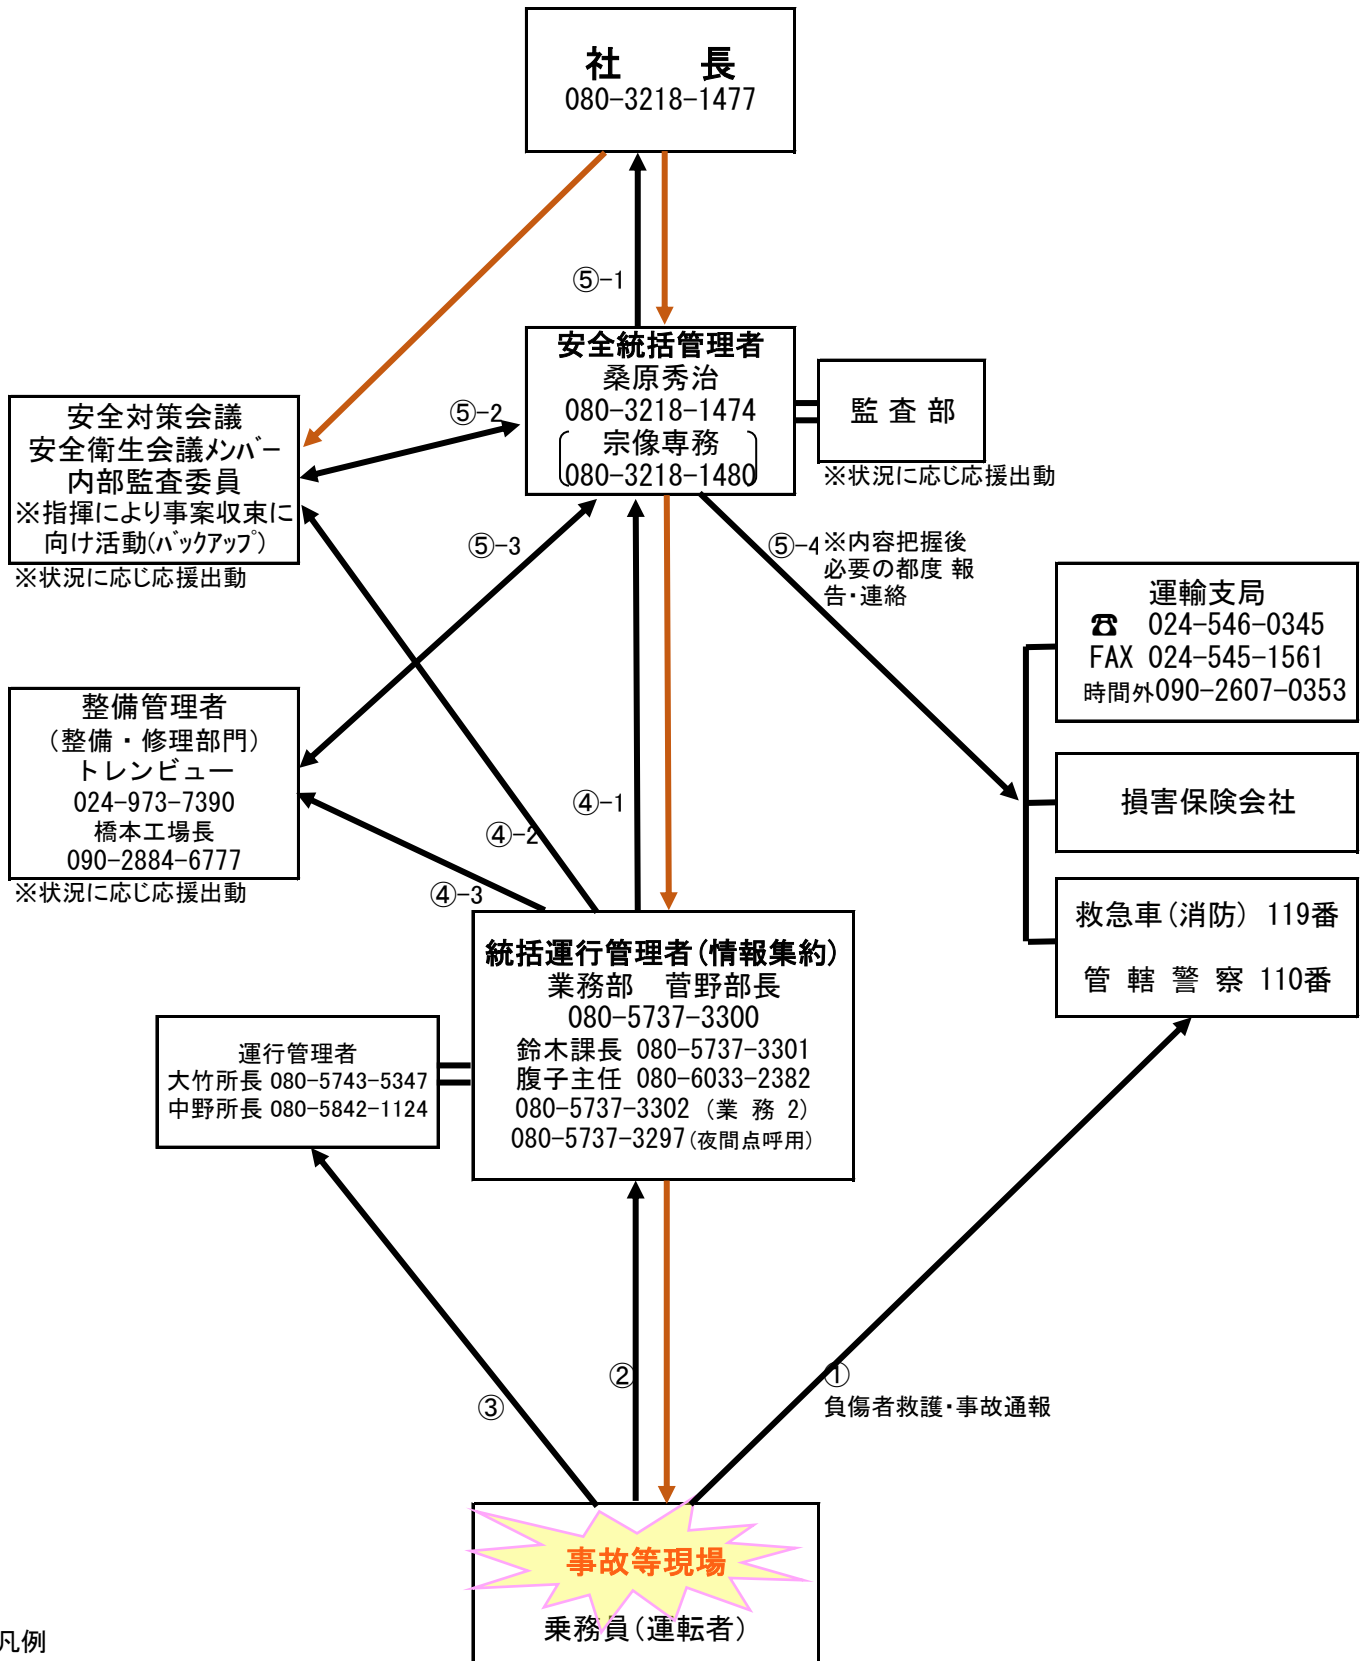 社　長
080-3218-1477
⑤-1
安全統括管理者
桑原秀治
080-3218-1474
宗像専務
080-3218-1480
監 査 部
※状況に応じ応援出動
⑤-2
安全対策会議
安全衛生会議ﾒﾝﾊﾞｰ
内部監査委員
※指揮により事案収束に
向け活動(ﾊﾞｯｸｱｯﾌﾟ)
※状況に応じ応援出動
⑤-3
⑤-4
※内容把握後
必要の都度 報
告・連絡
運輸支局
☎ 024-546-0345
FAX 024-545-1561
時間外090-2607-0353
損害保険会社
救急車(消防) 119番
管 轄 警 察 110番
整備管理者
（整備・修理部門）
トレンビュー
024-973-7390
橋本工場長
090-2884-6777
※状況に応じ応援出動
④-1
④-2
④-3
統括運行管理者(情報集約)
業務部　菅野部長
080-5737-3300
鈴木課長 080-5737-3301
腹子主任 080-6033-2382
080-5737-3302 (業 務 2)
080-5737-3297(夜間点呼用)
運行管理者
大竹所長 080-5743-5347
中野所長 080-5842-1124
③
②
①
負傷者救護・事故通報
事故等現場
乗務員(運転者)
凡例